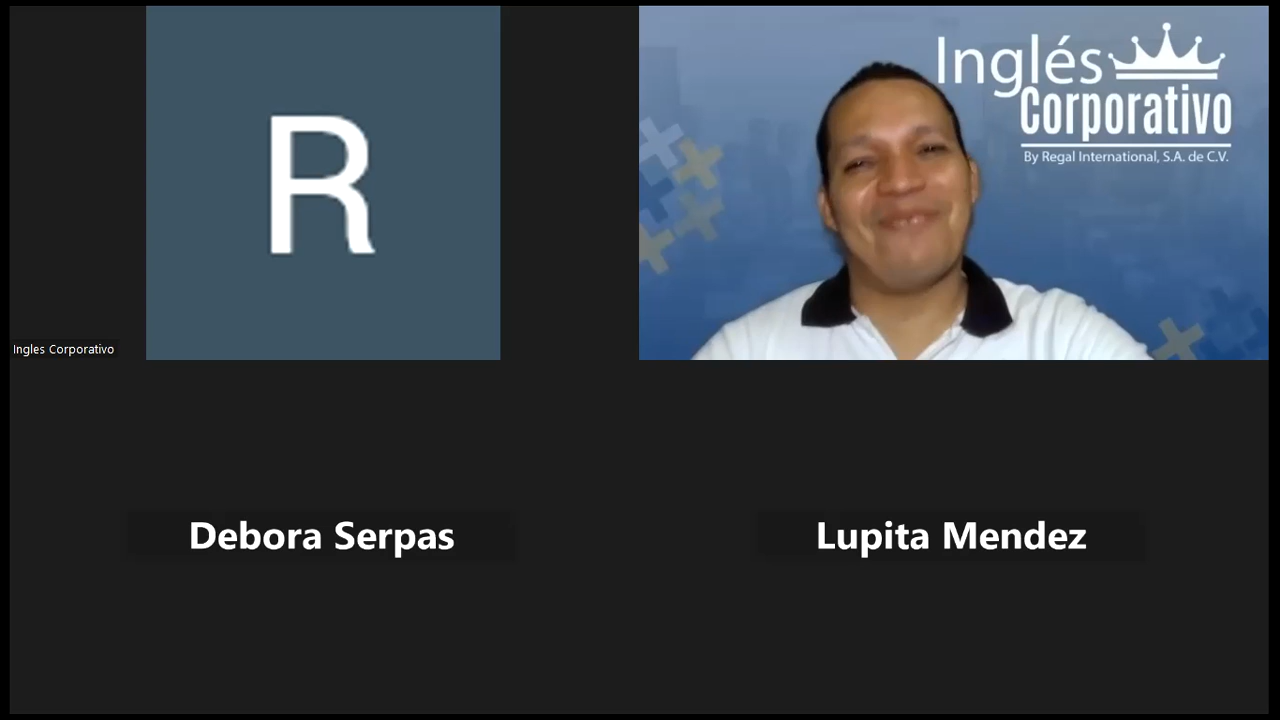 R
Ingles Corporativo
Inglés
Corporativo
By Regal International, S.A. de C.V.
Debora Serpas
Lupita Mendez